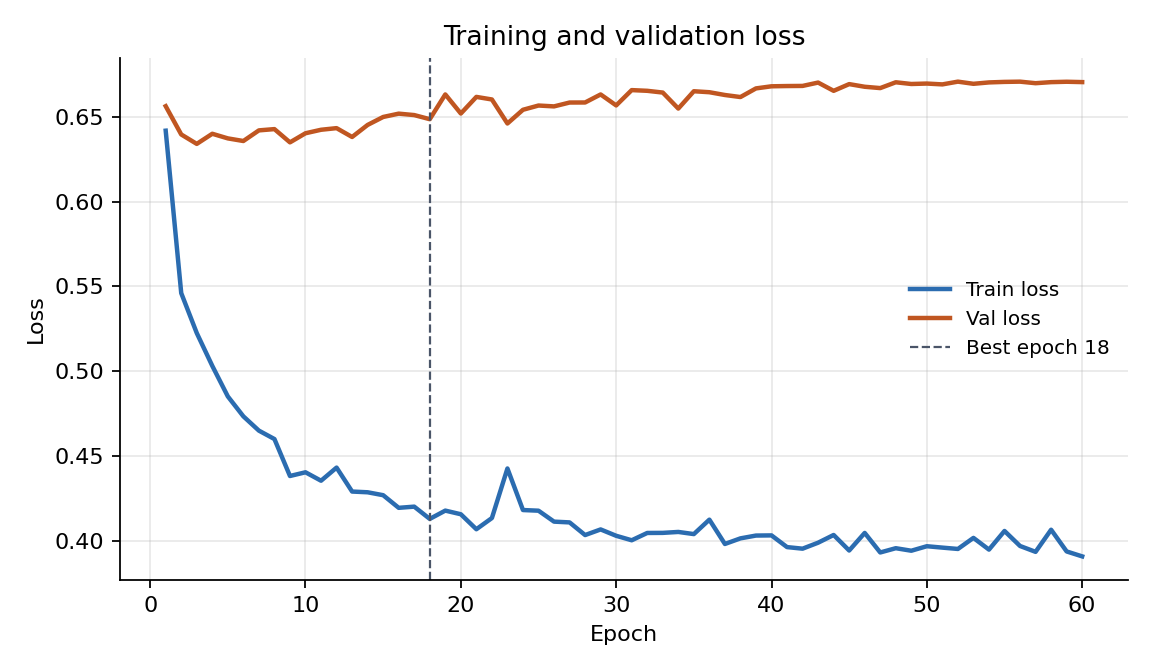 Training and validation loss
Loss
0.65
0.60
0.55
0.50
0.45
0.40
Train loss
Val loss
Best epoch 18
0 10 20 30 40 50 60
Epoch